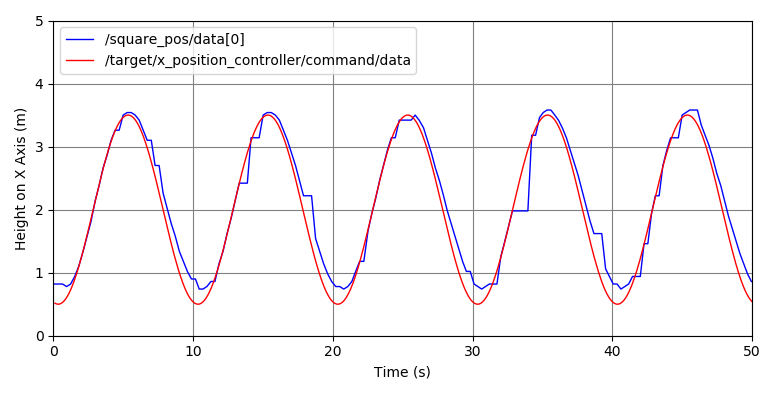 /square_pos/data[0]
/target/x_position_controller/command/data
Height on X Axis (m)
5
4
3
2
1
0
0 10 20 30 40 50
Time (s)